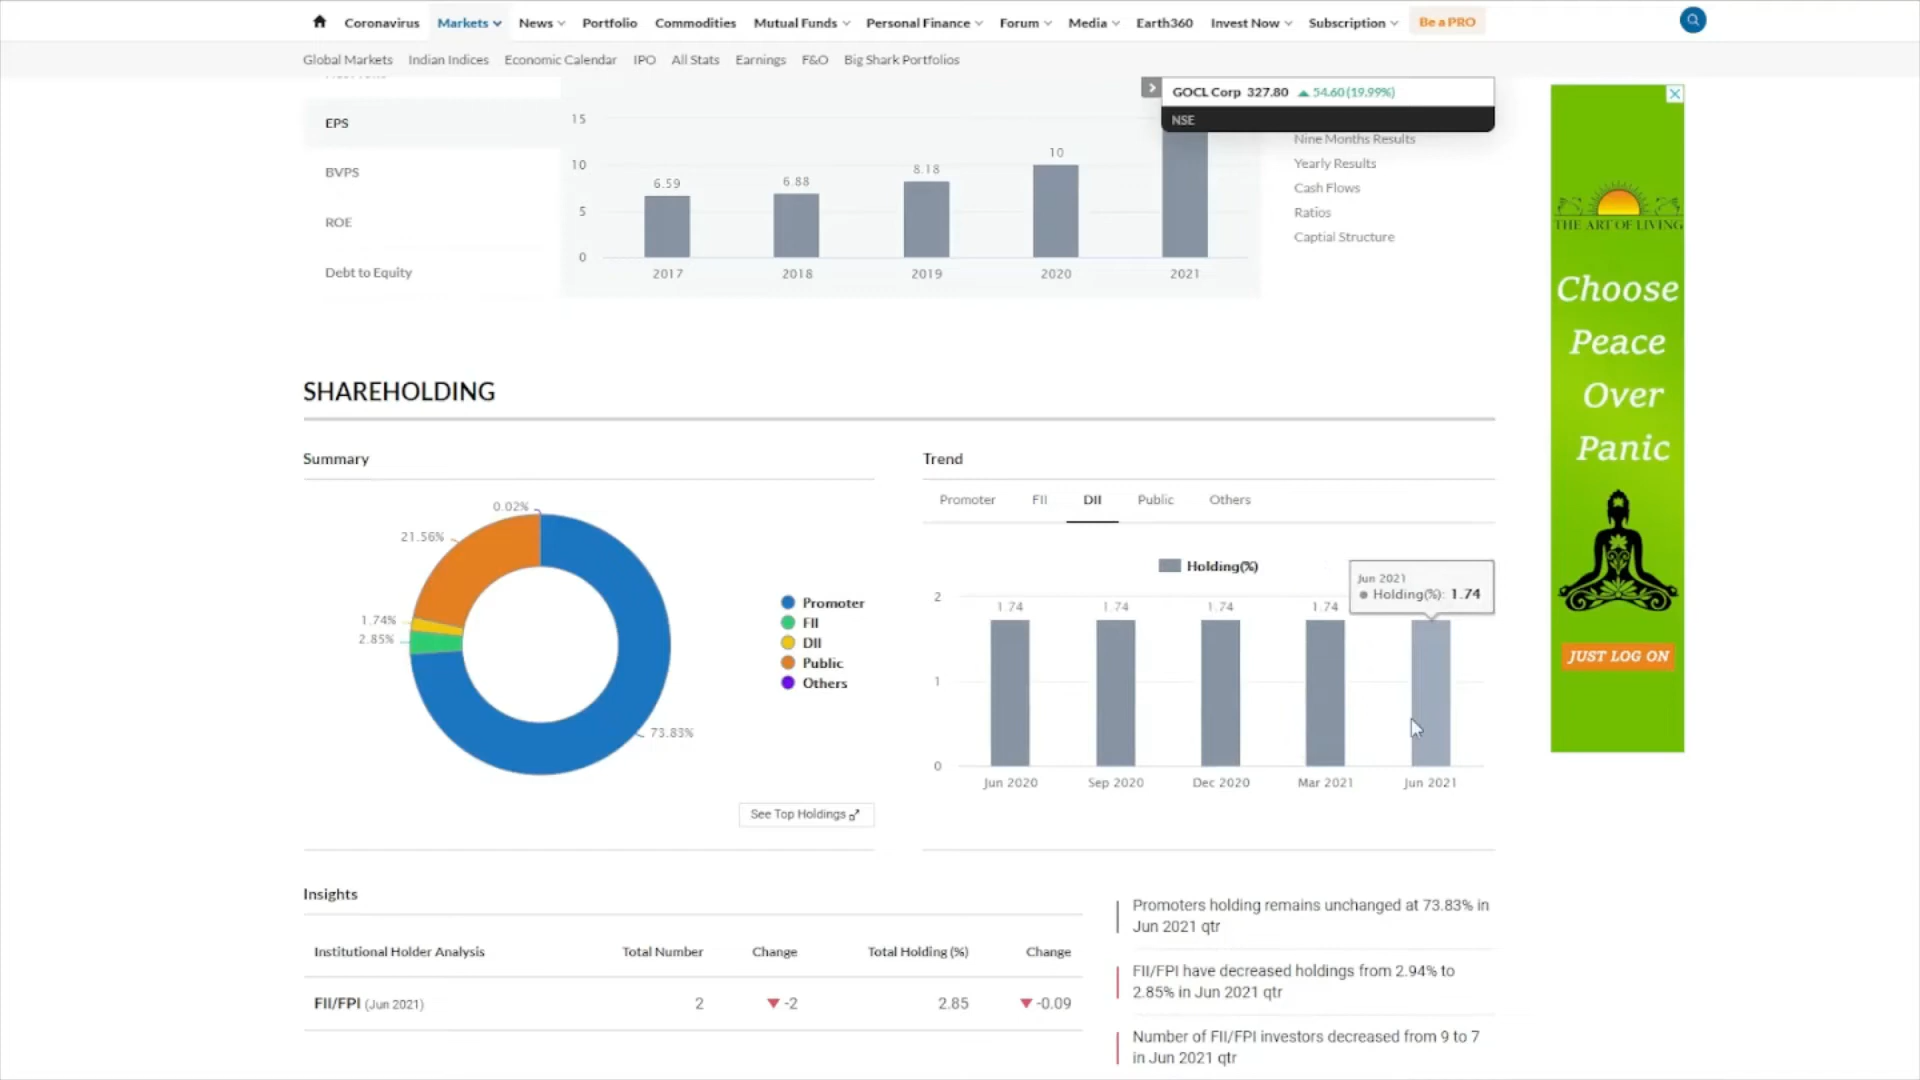 Coronavirus Markets News Portfolio Commodities Mutual Funds Personal Finance Forum Media Earth360 Invest Now Subscription Be a PRO
Global Markets Indian Indices Economic Calendar IPO All Stats Earnings F&O Big Shark Portfolios
GOCL Corp 327.80 54.60 (19.99%)
NSE
EPS
BVPS
ROE
Debt to Equity
15
10
5
0
6.59
6.88
8.18
10
2017 2018 2019 2020 2021
Nine Months Results
Yearly Results
Cash Flows
Ratios
Captial Structure
THE ART OF LIVING
Choose
Peace
Over
Panic
JUST LOG ON
SHAREHOLDING
Summary
0.02%
21.56%
1.74%
2.85%
73.83%
Promoter
FII
DII
Public
Others
See Top Holdings
Trend
Promoter FII DII Public Others
Holding(%)
Jun 2021
Holding(%): 1.74
2
1
0
1.74 1.74 1.74 1.74
Jun 2020 Sep 2020 Dec 2020 Mar 2021 Jun 2021
Insights
Institutional Holder Analysis Total Number Change Total Holding (%) Change
FII/FPI (Jun 2021) 2 -2 2.85 -0.09
Promoters holding remains unchanged at 73.83% in
Jun 2021 qtr
FII/FPI have decreased holdings from 2.94% to
2.85% in Jun 2021 qtr
Number of FII/FPI investors decreased from 9 to 7
in Jun 2021 qtr